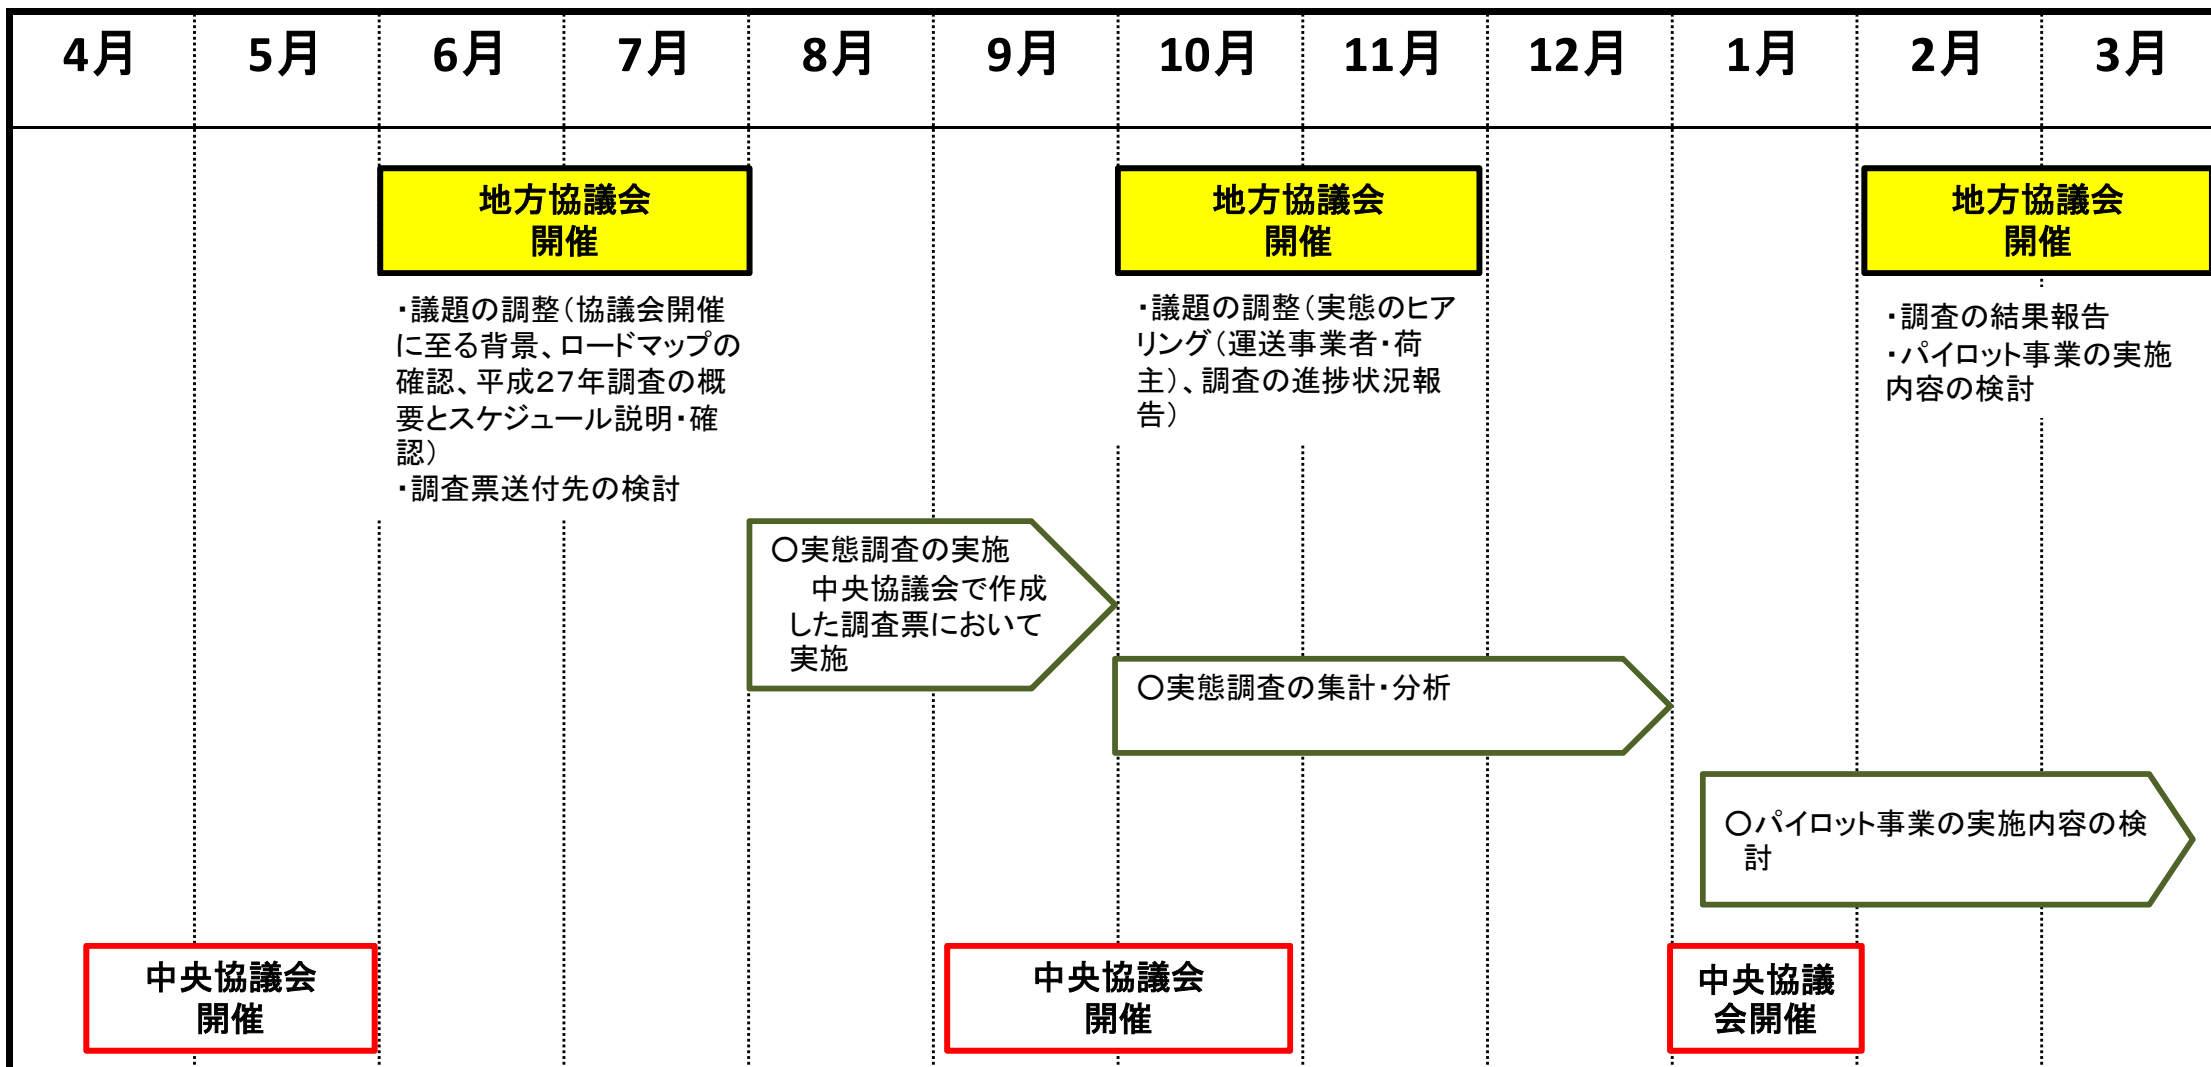 4月 5月 6月 7月 8月 9月 10月 11月 12月 1月 2月 3月
地方協議会
開催
・議題の調整（協議会開催
に至る背景、ロードマップの
確認、平成２７年調査の概
要とスケジュール説明・確
認）
・調査票送付先の検討
地方協議会
開催
・議題の調整（実態のヒア
リング（運送事業者・荷
主）、調査の進捗状況報
告）
地方協議会
開催
・調査の結果報告
・パイロット事業の実施
内容の検討
○実態調査の実施
中央協議会で作成
した調査票において
実施
○実態調査の集計・分析
○パイロット事業の実施内容の検
討
中央協議会
開催
中央協議会
開催
中央協議
会開催